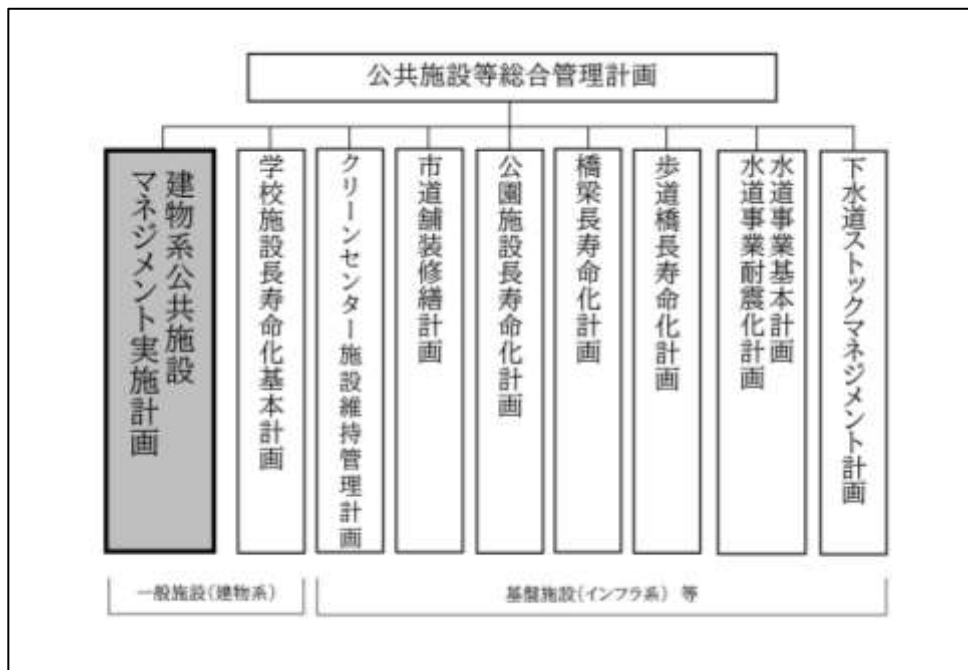 公共施設等総合管理計画
建物系公共施設
マネジメント実施計画
学校施設長寿命化基本計画
クリーンセンター施設維持管理計画
市道舗装修繕計画
公園施設長寿命化計画
橋梁長寿命化計画
歩道橋長寿命化計画
水道事業基本計画
水道事業耐震化計画
下水道ストックマネジメント計画
一般施設(建物系)
基盤施設(インフラ系) 等